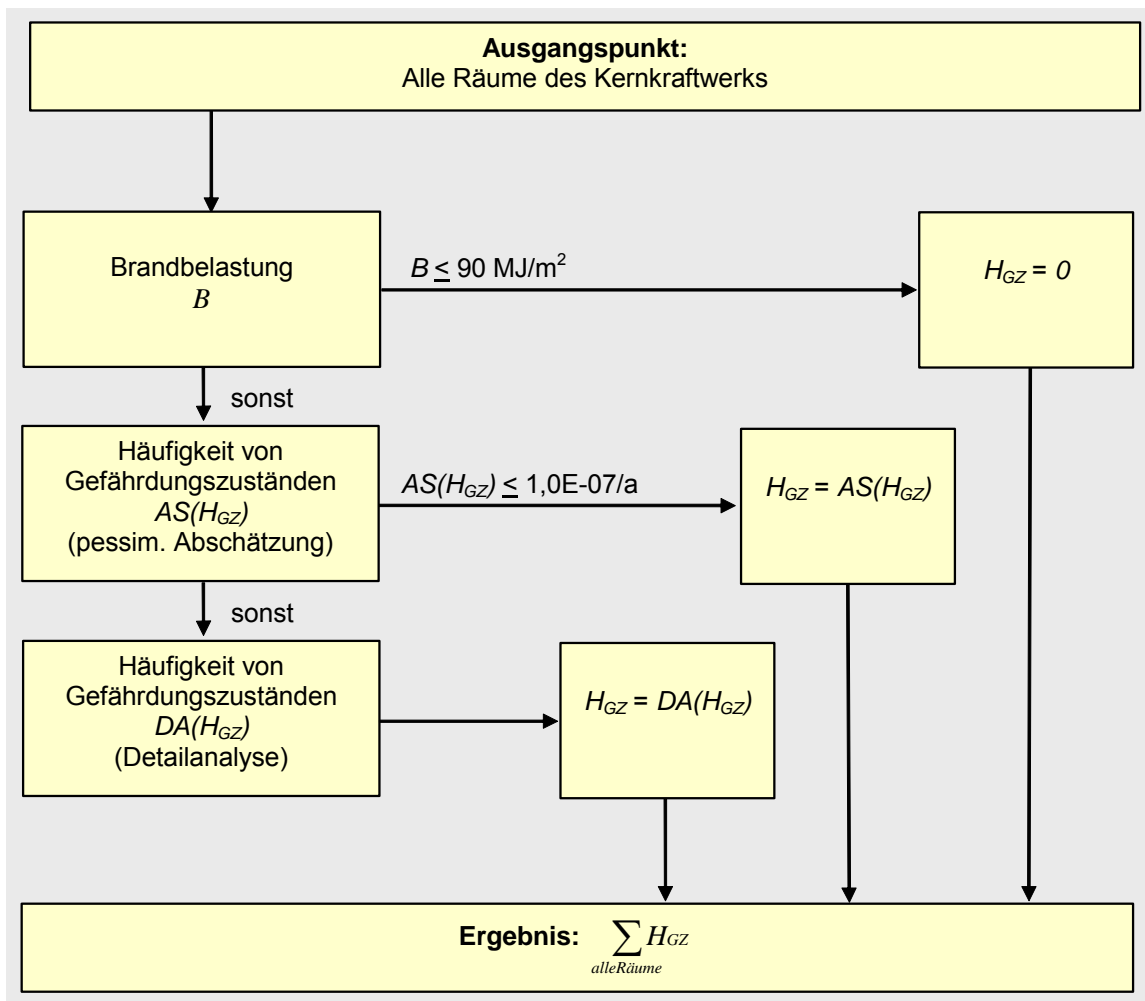 Ausgangspunkt:
Alle Räume des Kernkraftwerks
Brandbelastung
B
B ≤ 90 MJ/m²
H_GZ = 0
sonst
Häufigkeit von
Gefährdungszuständen
AS(H_GZ)
(pessim. Abschätzung)
AS(H_GZ) ≤ 1,0E-07/a
H_GZ = AS(H_GZ)
sonst
Häufigkeit von
Gefährdungszuständen
DA(H_GZ)
(Detailanalyse)
H_GZ = DA(H_GZ)
Ergebnis: ∑ H_GZ
alleRäume